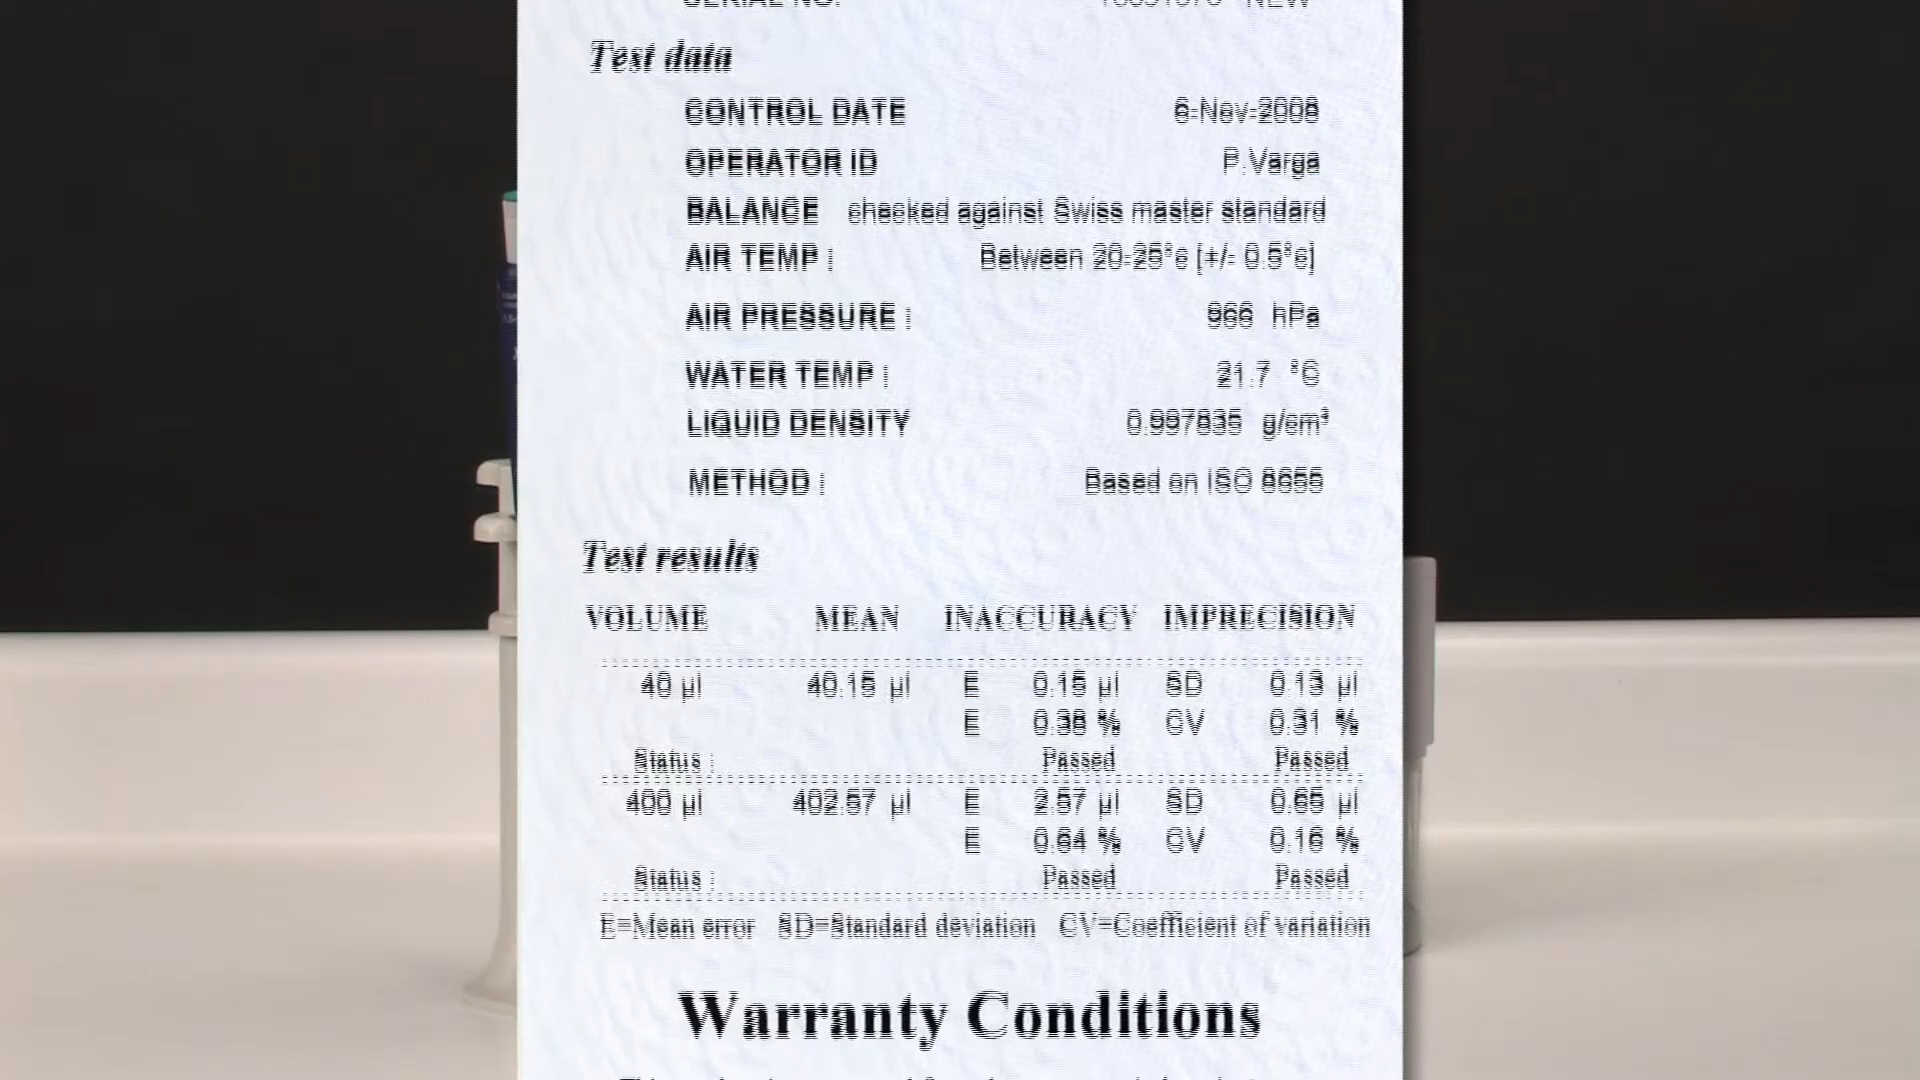 SERIAL NO. NEW
Test data
CONTROL DATE 6-Nov-2008
OPERATOR ID P.Varga
BALANCE checked against Swiss master standard
AIR TEMP : Between 20-25°c [+/- 0.5°c]
AIR PRESSURE : 966 hPa
WATER TEMP : 21.7 °C
LIQUID DENSITY 0.997835 g/cm³
METHOD : Based on ISO 8655
Test results
VOLUME MEAN INACCURACY IMPRECISION
40 µl 40.15 µl E 0.15 µl SD 0.13 µl
E 0.38 % CV 0.31 %
Status : Passed Passed
400 µl 402.57 µl E 2.57 µl SD 0.65 µl
E 0.64 % CV 0.16 %
Status : Passed Passed
E=Mean error SD=Standard deviation CV=Coefficient of variation
Warranty Conditions